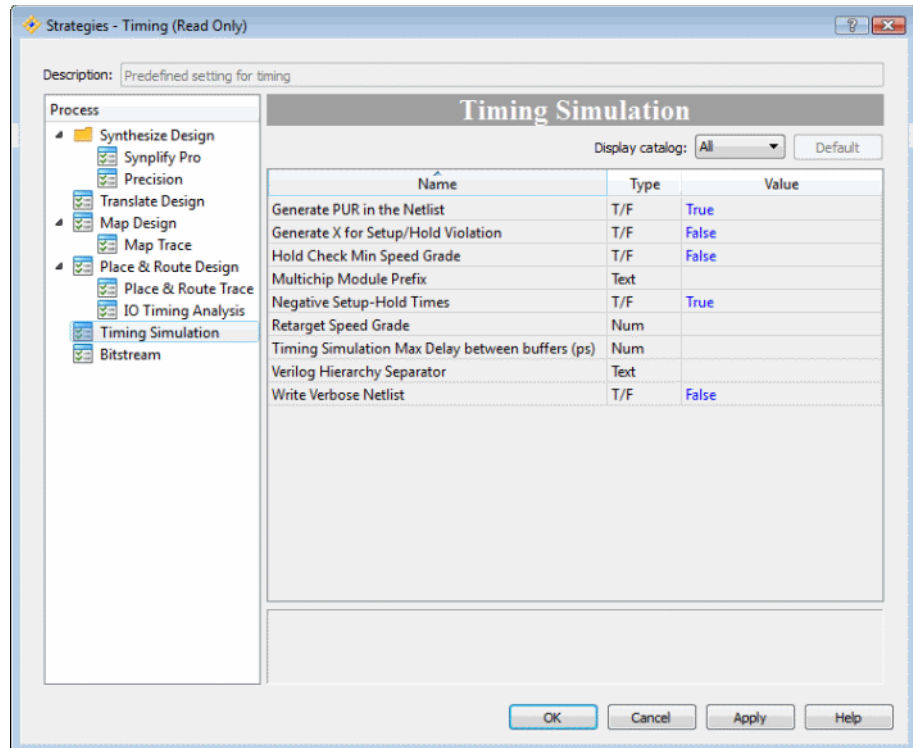 Strategies - Timing (Read Only)
Description: Predefined setting for timing
Process
Synthesize Design
Synplify Pro
Precision
Translate Design
Map Design
Map Trace
Place & Route Design
Place & Route Trace
IO Timing Analysis
Timing Simulation
Bitstream
Timing Simulation
Display catalog: All Default
Name Type Value
Generate PUR in the Netlist T/F True
Generate X for Setup/Hold Violation T/F False
Hold Check Min Speed Grade T/F False
Multichip Module Prefix Text
Negative Setup-Hold Times T/F True
Retarget Speed Grade Num
Timing Simulation Max Delay between buffers (ps) Num
Verilog Hierarchy Separator Text
Write Verbose Netlist T/F False
OK Cancel Apply Help